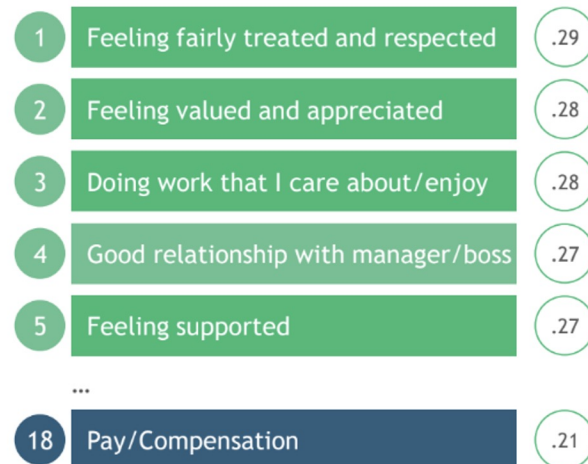 1 Feeling fairly treated and respected .29
2 Feeling valued and appreciated .28
3 Doing work that I care about/enjoy .28
4 Good relationship with manager/boss .27
5 Feeling supported .27
...
18 Pay/Compensation .21